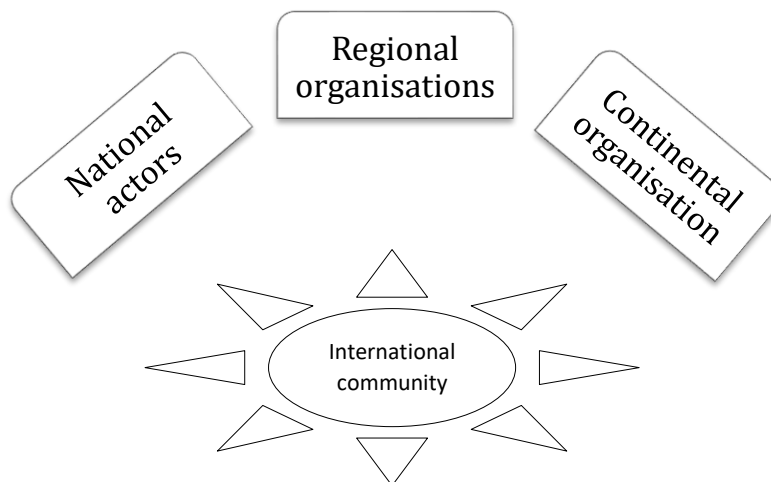 National
actors
Regional
organisations
Continental
organisation
International
community